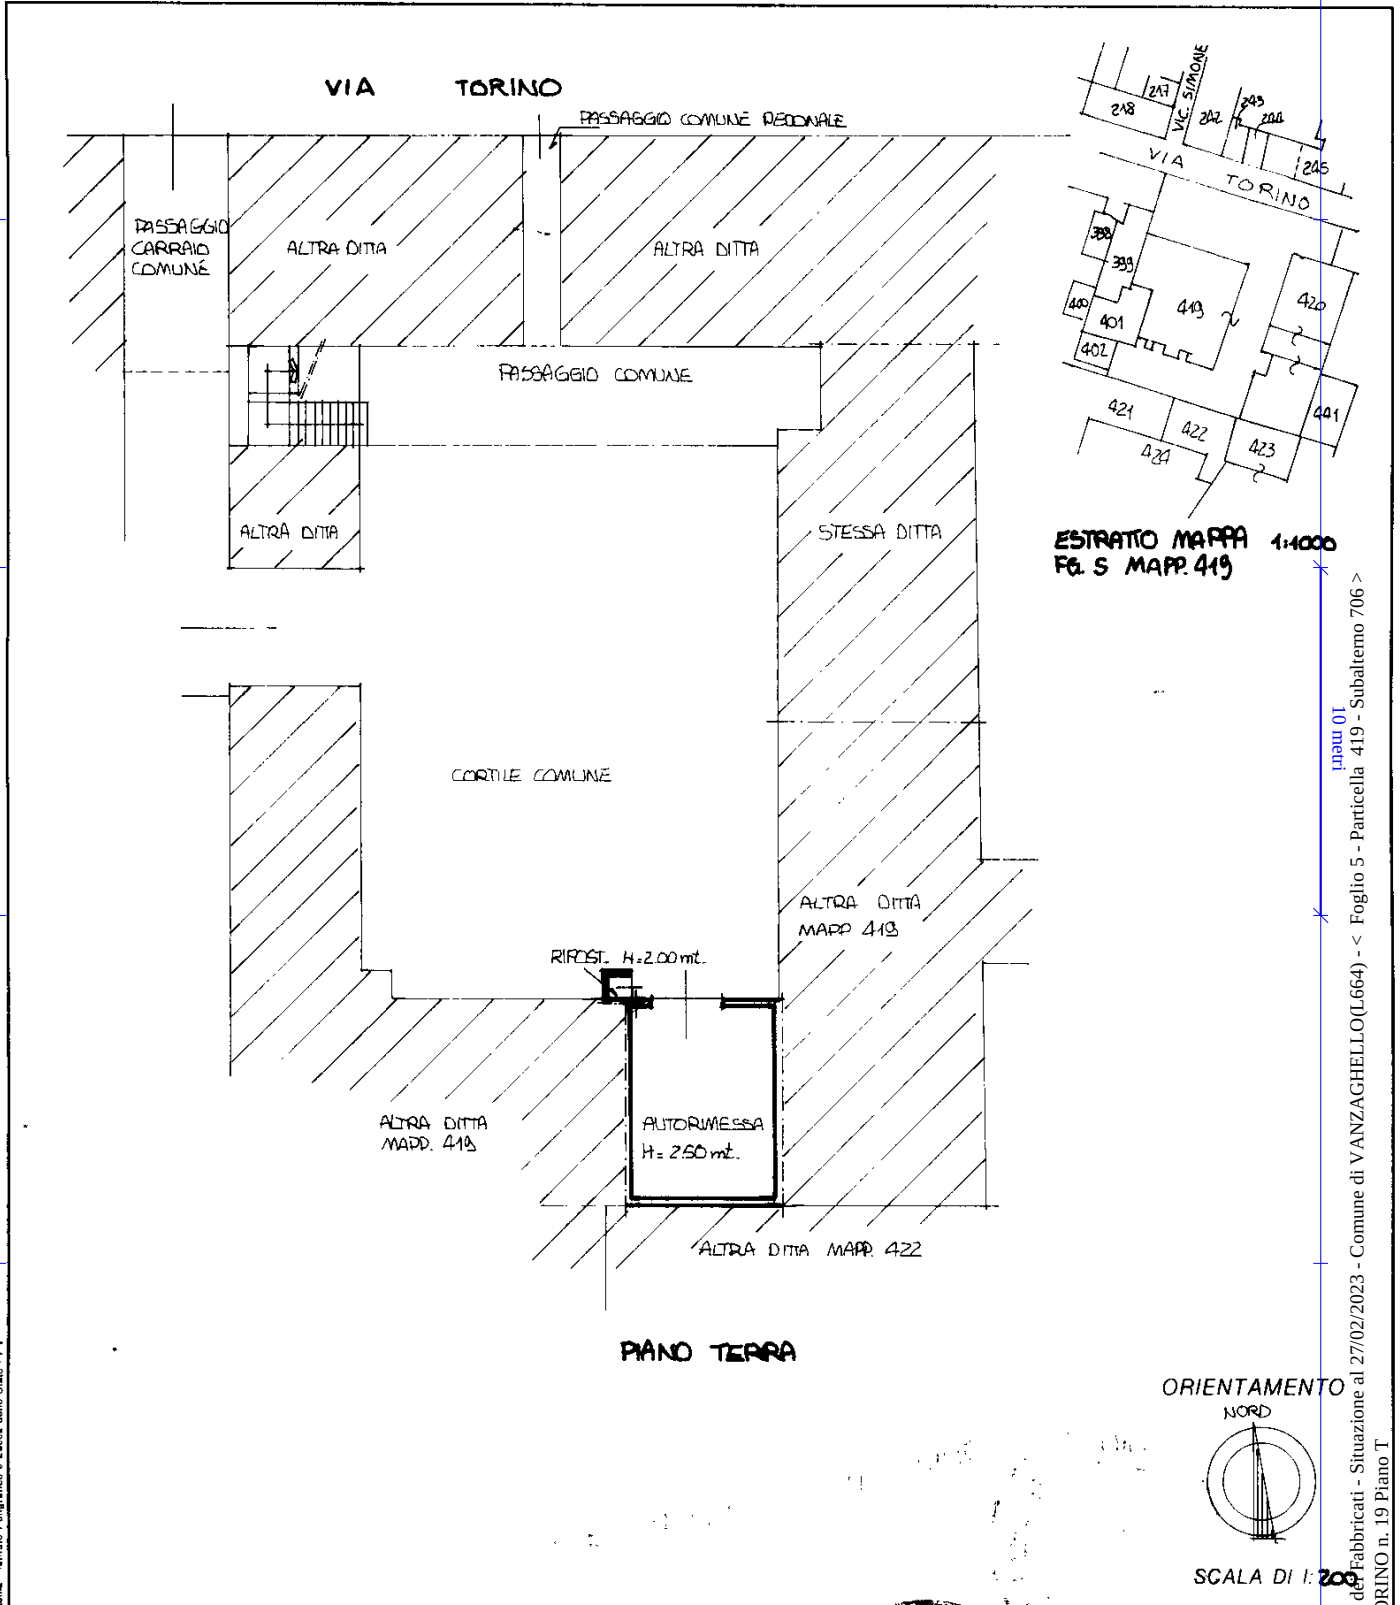 VIA TORINO
PASSAGGIO COMUNE PEDONALE
PASSAGGIO
CARRAIO
COMUNE
ALTRA DITTA
ALTRA DITTA
PASSAGGIO COMUNE
ALTRA DITTA
STESSA DITTA
CORTILE COMUNE
ALTRA DITTA
MAPP 419
RIPOST. H=2.00mt.
ALTRA DITTA
MAPP. 419
AUTORIMESSA
H= 2.50mt.
ALTRA DITTA MAPP. 422
PIANO TERRA
217
218
VIC. SIMONE
242
243
244
245
VIA TORINO
398
399
400
401
402
419
420
421
422
423
424
441
ESTRATTO MAPPA 1:1000
FG. 5 MAPP. 419
10 metri
dei Fabbricati - Situazione al 27/02/2023 - Comune di VANZAGHELLO(L664) - < Foglio 5 - Particella 419 - Subalterno 706 >
ORINO n. 19 Piano T
ORIENTAMENTO
NORD
SCALA DI 1: 200